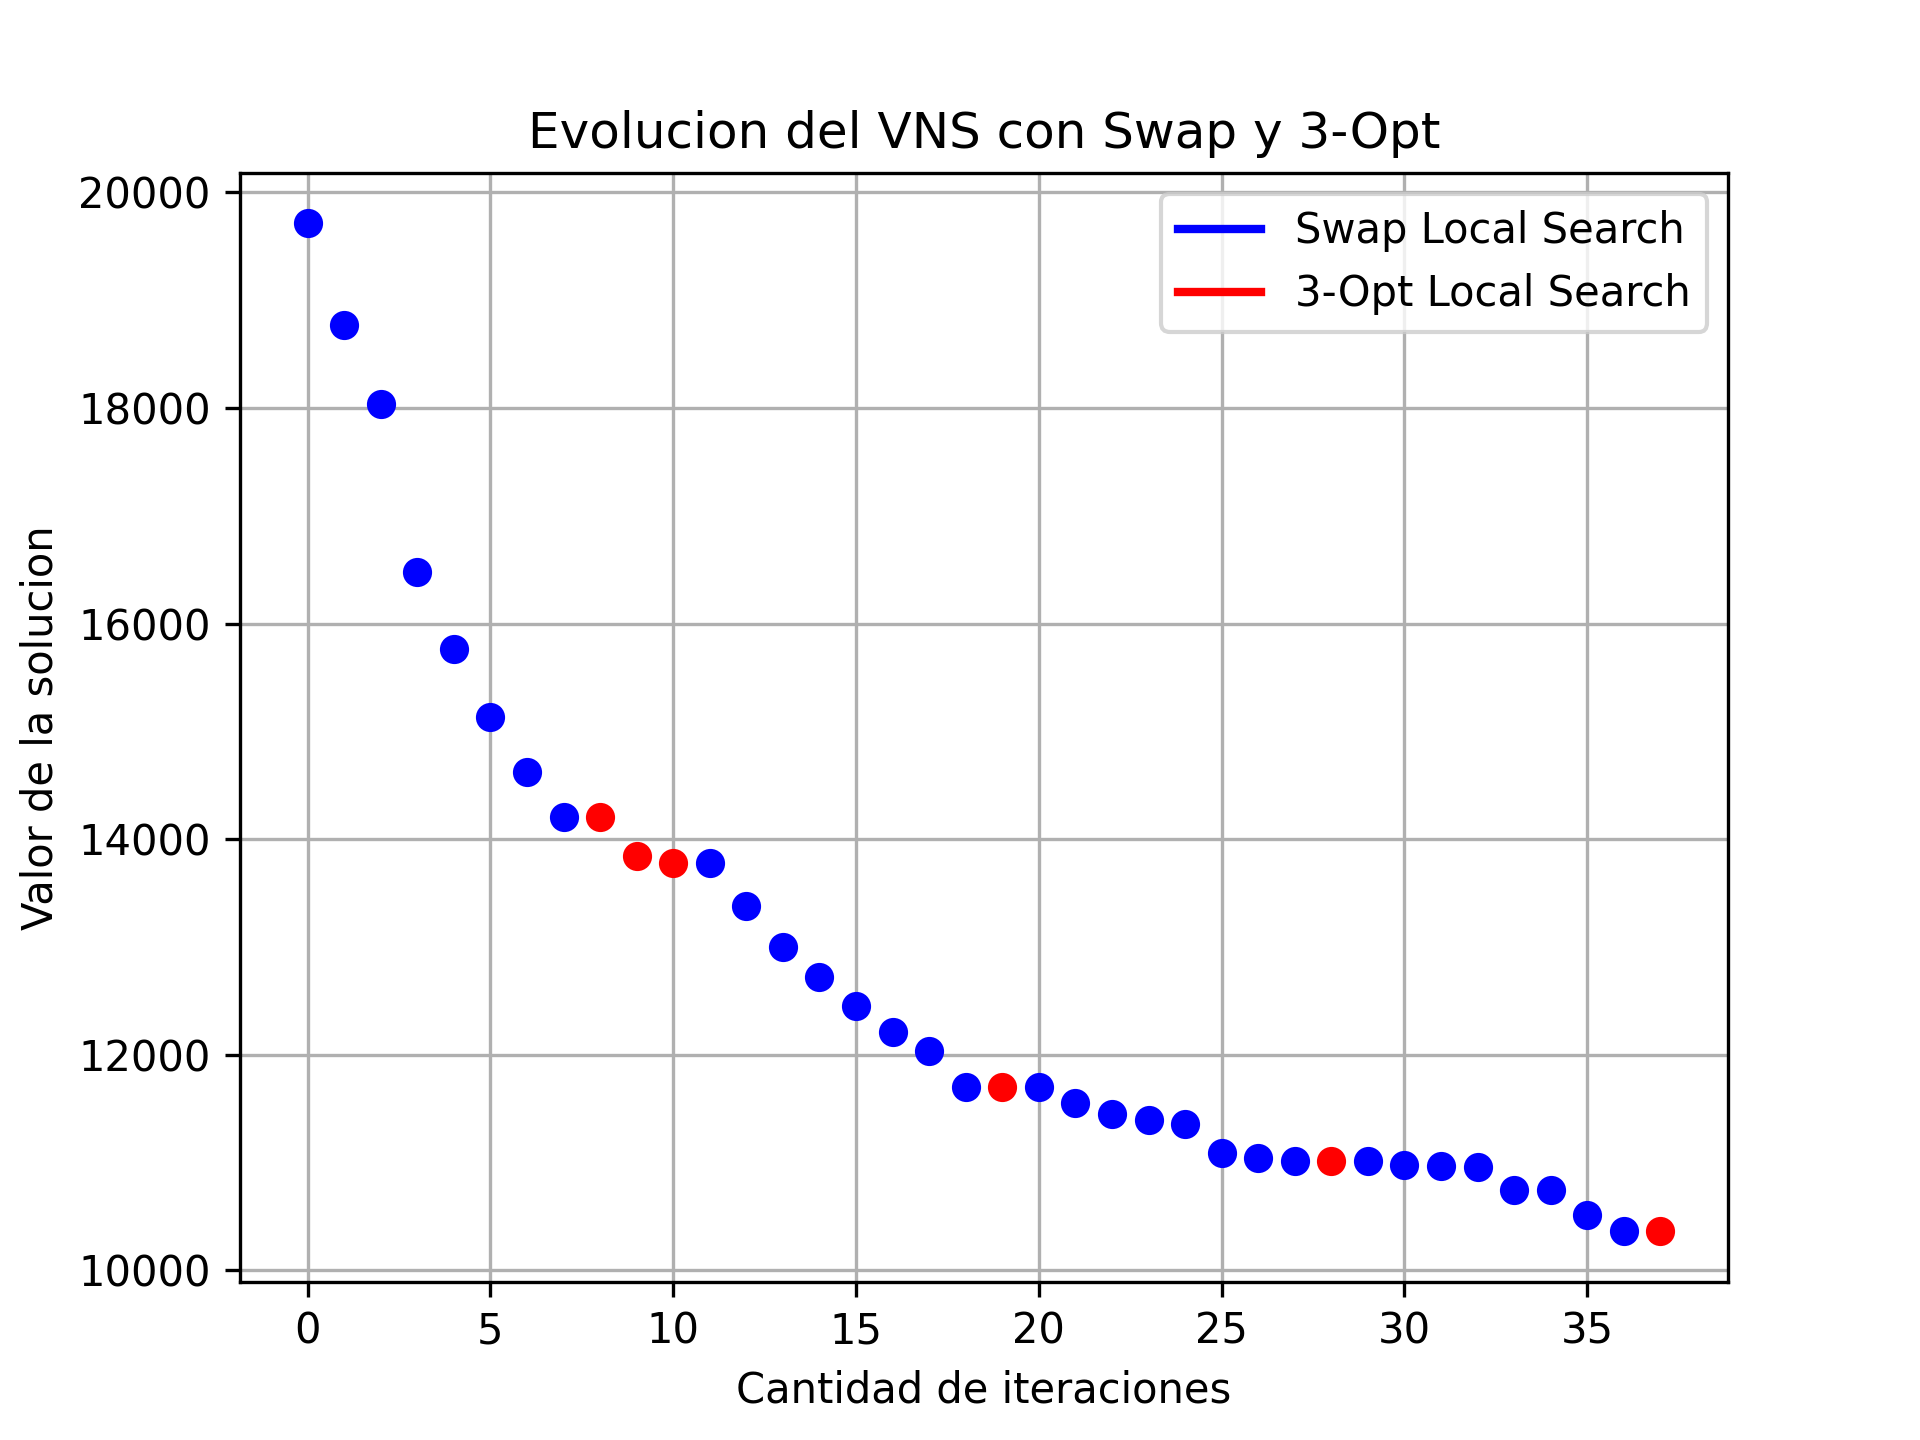 Evolucion del VNS con Swap y 3-Opt
Swap Local Search
3-Opt Local Search
Valor de la solucion
20000
18000
16000
14000
12000
10000
0 5 10 15 20 25 30 35
Cantidad de iteraciones